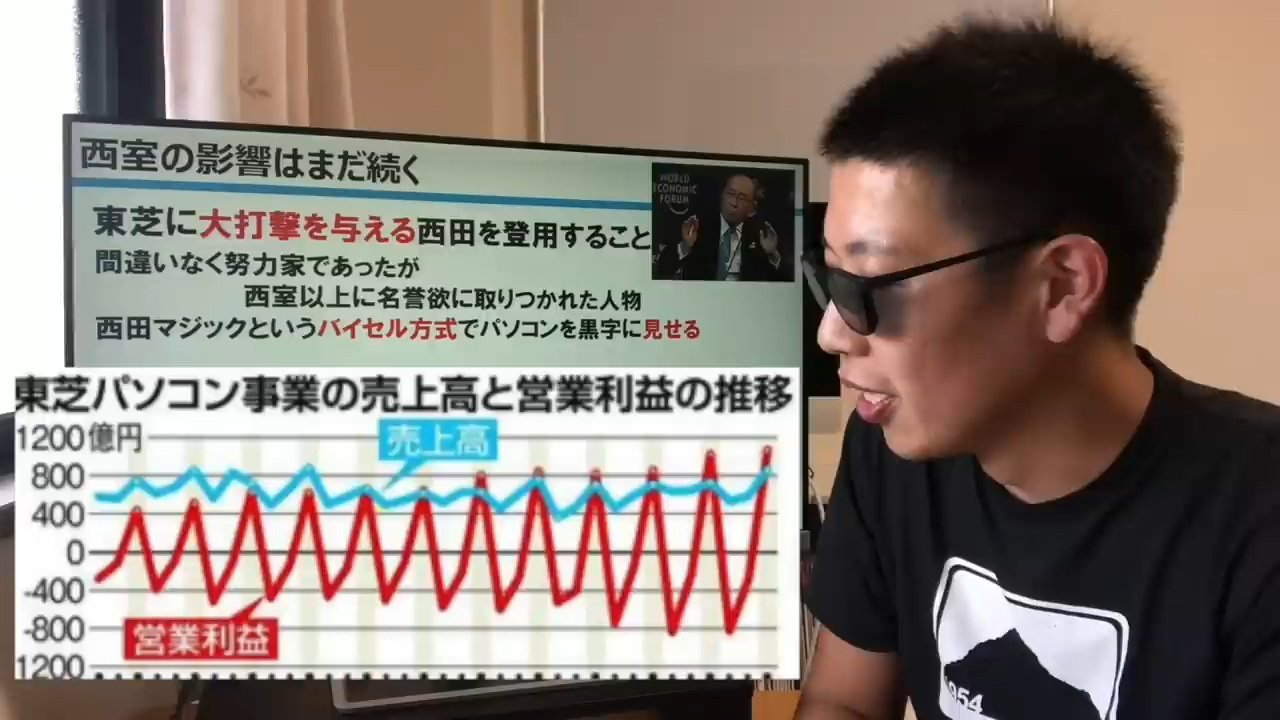 西室の影響はまだ続く
WORLD
ECONOMIC
FORUM
東芝に大打撃を与える西田を登用すること
間違いなく努力家であったが
西室以上に名誉欲に取りつかれた人物
西田マジックというバイセル方式でパソコンを黒字に見せる
東芝パソコン事業の売上高と営業利益の推移
1200億円
売上高
800
400
0
-400
-800
営業利益
1200
954